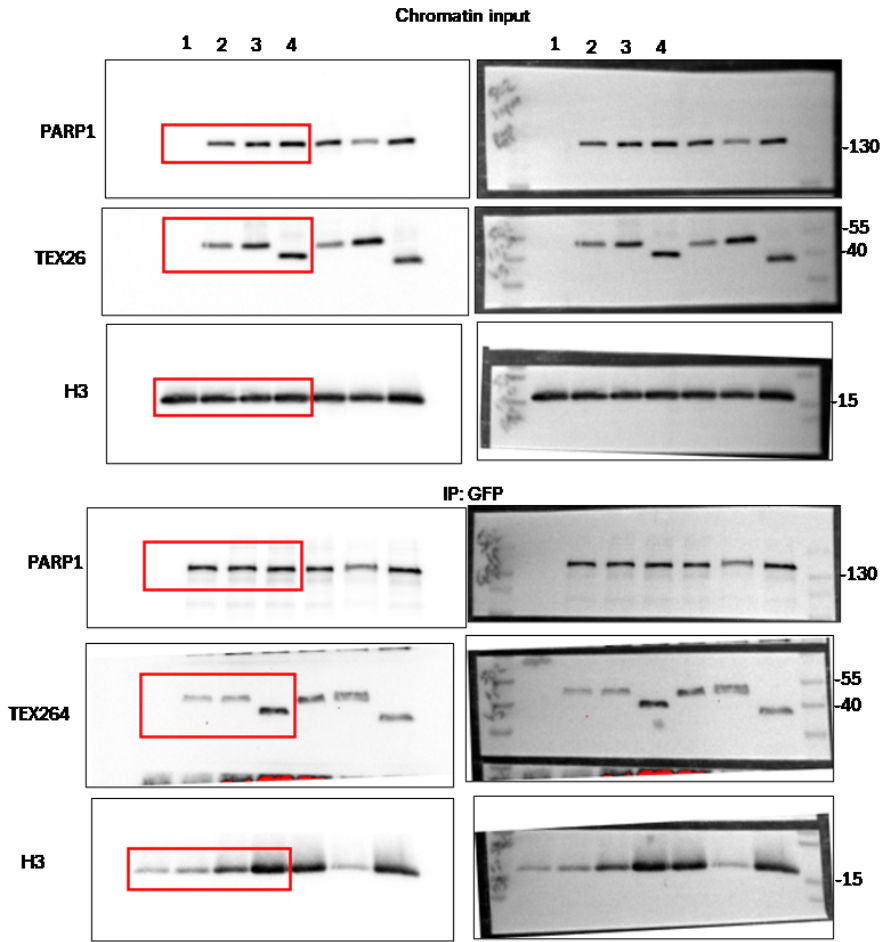 Chromatin input
1 2 3 4 1 2 3 4
PARP1 -130
TEX26 -55
-40
H3 -15
IP: GFP
PARP1 -130
TEX264 -55
-40
H3 -15